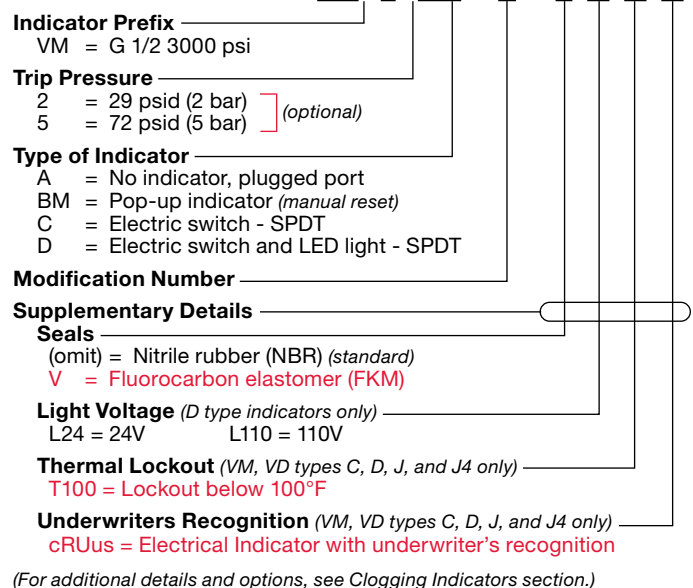 Indicator Prefix
VM = G 1/2 3000 psi
Trip Pressure
2 = 29 psid (2 bar)
5 = 72 psid (5 bar)
(optional)
Type of Indicator
A = No indicator, plugged port
BM = Pop-up indicator (manual reset)
C = Electric switch - SPDT
D = Electric switch and LED light - SPDT
Modification Number
Supplementary Details
Seals
(omit) = Nitrile rubber (NBR) (standard)
V = Fluorocarbon elastomer (FKM)
Light Voltage (D type indicators only)
L24 = 24V L110 = 110V
Thermal Lockout (VM, VD types C, D, J, and J4 only)
T100 = Lockout below 100°F
Underwriters Recognition (VM, VD types C, D, J, and J4 only)
cRUus = Electrical Indicator with underwriter's recognition
(For additional details and options, see Clogging Indicators section.)